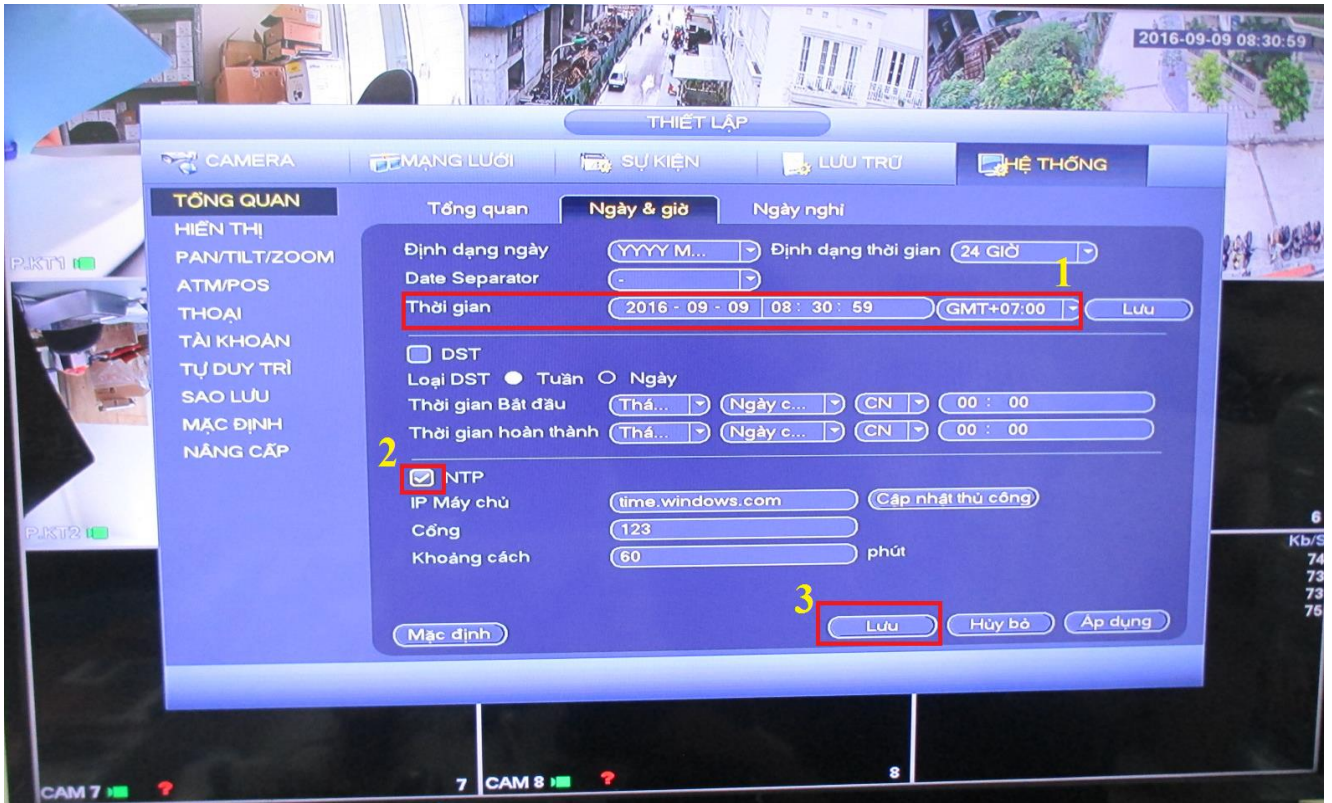 2016-09-09 08:30:59
THIẾT LẬP
CAMERA MẠNG LƯỚI SỰ KIỆN LƯU TRỮ HỆ THỐNG
TỔNG QUAN
HIỂN THỊ
PAN/TILT/ZOOM
ATM/POS
THOẠI
TÀI KHOẢN
TỰ DUY TRÌ
SAO LƯU
MẶC ĐỊNH
NÂNG CẤP
Tổng quan Ngày & giờ Ngày nghỉ
Định dạng ngày YYYY M... Định dạng thời gian 24 GIỜ
Date Separator -
1
Thời gian 2016 - 09 - 09 08 : 30 : 59 GMT+07:00 Lưu
DST
Loại DST Tuần Ngày
Thời gian Bắt đầu Thá... Ngày c... CN 00 : 00
Thời gian hoàn thành Thá... Ngày c... CN 00 : 00
2
NTP
IP Máy chủ time.windows.com Cập nhật thủ công
Cổng 123
Khoảng cách 60 phút
3
Mặc định Lưu Hủy bỏ Áp dụng
P.KT1
P.KT2
6
Kb/S
74
73
73
75
CAM 7 ? 7 CAM 8 ? 8